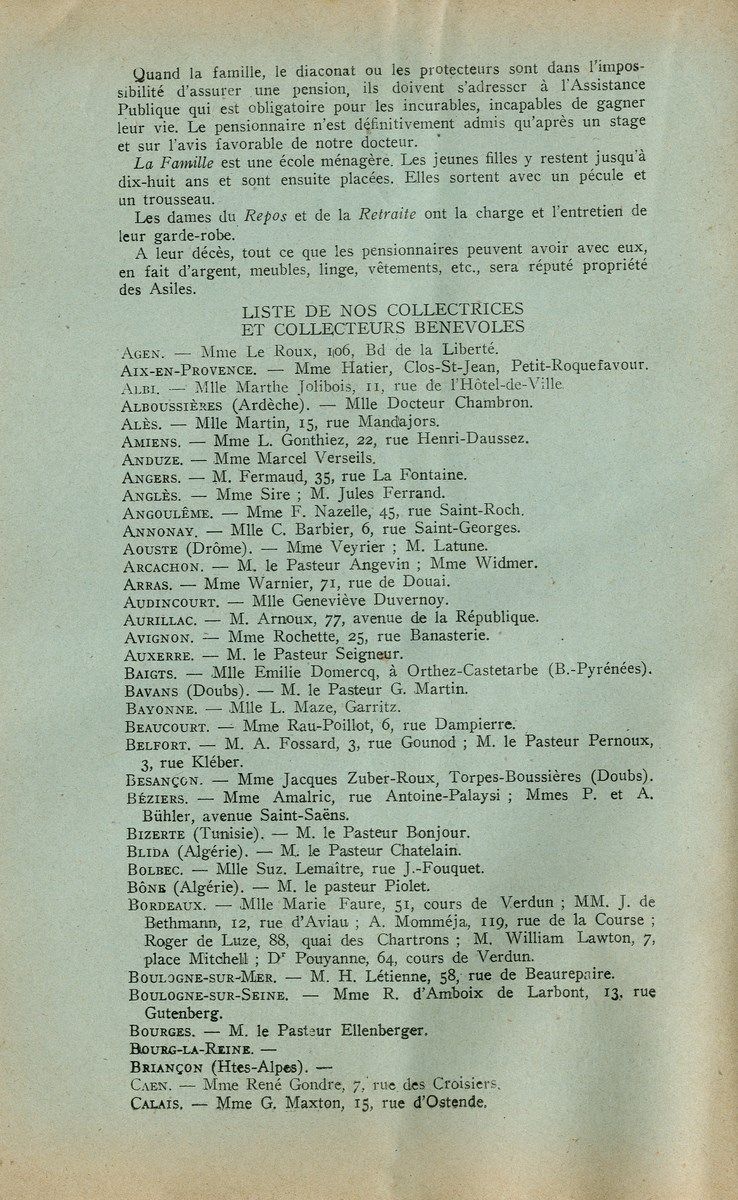 Quand la famille, le diaconat ou les protecteurs sont dans l'impos-
sibilité d'assurer une pension, ils doivent s'adresser à l'Assistance
Publique qui est obligatoire pour les incurables, incapables de gagner
leur vie. Le pensionnaire n'est définitivement admis qu'après un stage
et sur l'avis favorable de notre docteur.
La Famille est une école ménagère. Les jeunes filles y restent jusqu'à
dix-huit ans et sont ensuite placées. Elles sortent avec un pécule et
un trousseau.
Les dames du Repos et de la Retraite ont la charge et l'entretien de
leur garde-robe.
A leur décès, tout ce que les pensionnaires peuvent avoir avec eux,
en fait d'argent, meubles, linge, vêtements, etc., sera réputé propriété
des Asiles.
LISTE DE NOS COLLECTRICES
ET COLLECTEURS BENEVOLES
AGEN. — Mme Le Roux, 106, Bd de la Liberté.
AIX-EN-PROVENCE. — Mme Hatier, Clos-St-Jean, Petit-Roquefavour.
ALBI. — Mlle Marthe Jolibois, 11, rue de l'Hôtel-de-Ville.
ALBOUSSIÈRES (Ardèche). — Mlle Docteur Chambron.
ALÈS. — Mlle Martin, 15, rue Mandajors.
AMIENS. — Mme L. Gonthiez, 22, rue Henri-Daussez.
ANDUZE. — Mme Marcel Verseils.
ANGERS. — M. Fermaud, 35, rue La Fontaine.
ANGLÈS. — Mme Sire ; M. Jules Ferrand.
ANGOULÊME. — Mme F. Nazelle, 45, rue Saint-Roch.
ANNONAY. — Mlle C. Barbier, 6, rue Saint-Georges.
AOUSTE (Drôme). — Mme Veyrier ; M. Latune.
ARCACHON. — M. le Pasteur Angevin ; Mme Widmer.
ARRAS. — Mme Warnier, 71, rue de Douai.
AUDINCOURT. — Mlle Geneviève Duvernoy.
AURILLAC. — M. Arnoux, 77, avenue de la République.
AVIGNON. — Mme Rochette, 25, rue Banasterie.
AUXERRE. — M. le Pasteur Seigneur.
BAIGTS. — Mlle Emilie Domercq, à Orthez-Castetarbe (B.-Pyrénées).
BAVANS (Doubs). — M. le Pasteur G. Martin.
BAYONNE. — Mlle L. Maze, Garritz.
BEAUCOURT. — Mme Rau-Poillot, 6, rue Dampierre.
BELFORT. — M. A. Fossard, 3, rue Gounod ; M. le Pasteur Pernoux,
3, rue Kléber.
BESANÇON. — Mme Jacques Zuber-Roux, Torpes-Boussières (Doubs).
BÉZIERS. — Mme Amalric, rue Antoine-Palaysi ; Mmes P. et A.
Bühler, avenue Saint-Saëns.
BIZERTE (Tunisie). — M. le Pasteur Bonjour.
BLIDA (Algérie). — M. le Pasteur Chatelain.
BOLBEC. — Mlle Suz. Lemaître, rue J.-Fouquet.
BÔNE (Algérie). — M. le pasteur Piolet.
BORDEAUX. — Mlle Marie Faure, 51, cours de Verdun ; MM. J. de
Bethmann, 12, rue d'Aviau ; A. Momméja, 119, rue de la Course ;
Roger de Luze, 88, quai des Chartrons ; M. William Lawton, 7,
place Mitchell ; Dr Pouyanne, 64, cours de Verdun.
BOULOGNE-SUR-MER. — M. H. Létienne, 58, rue de Beaurepaire.
BOULOGNE-SUR-SEINE. — Mme R. d'Amboix de Larbont, 13, rue
Gutenberg.
BOURGES. — M. le Pasteur Ellenberger.
BOURG-LA-REINE. —
BRIANÇON (Htes-Alpes). —
CAEN. — Mme René Gondre, 7, rue des Croisiers.
CALAIS. — Mme G. Maxton, 15, rue d'Ostende.